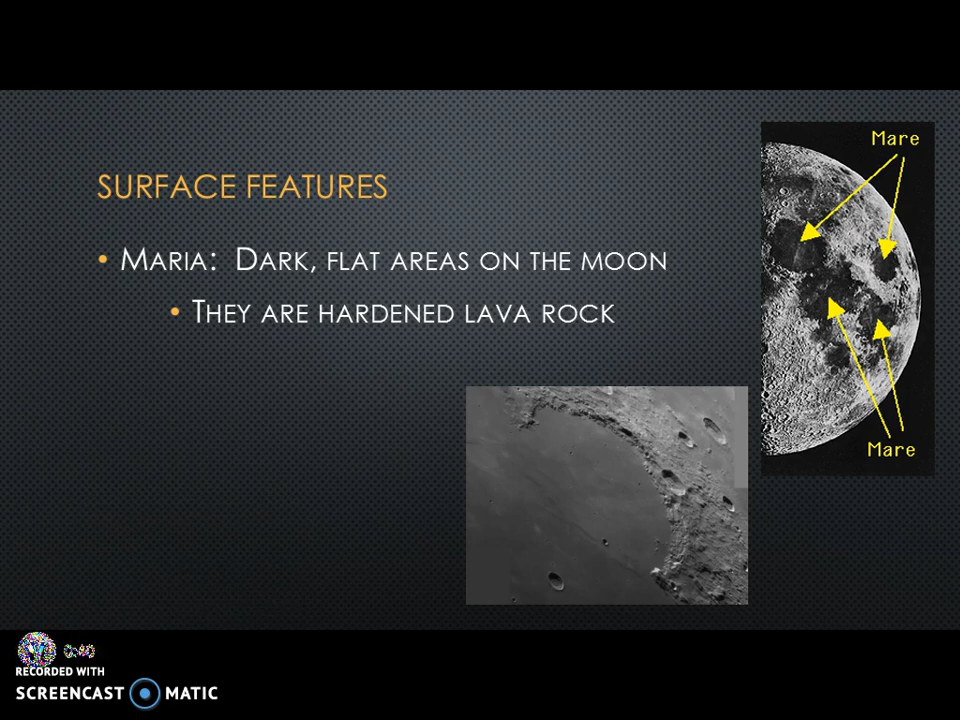 Mare
SURFACE FEATURES
• MARIA: DARK, FLAT AREAS ON THE MOON
• THEY ARE HARDENED LAVA ROCK
Mare
RECORDED WITH
SCREENCAST MATIC